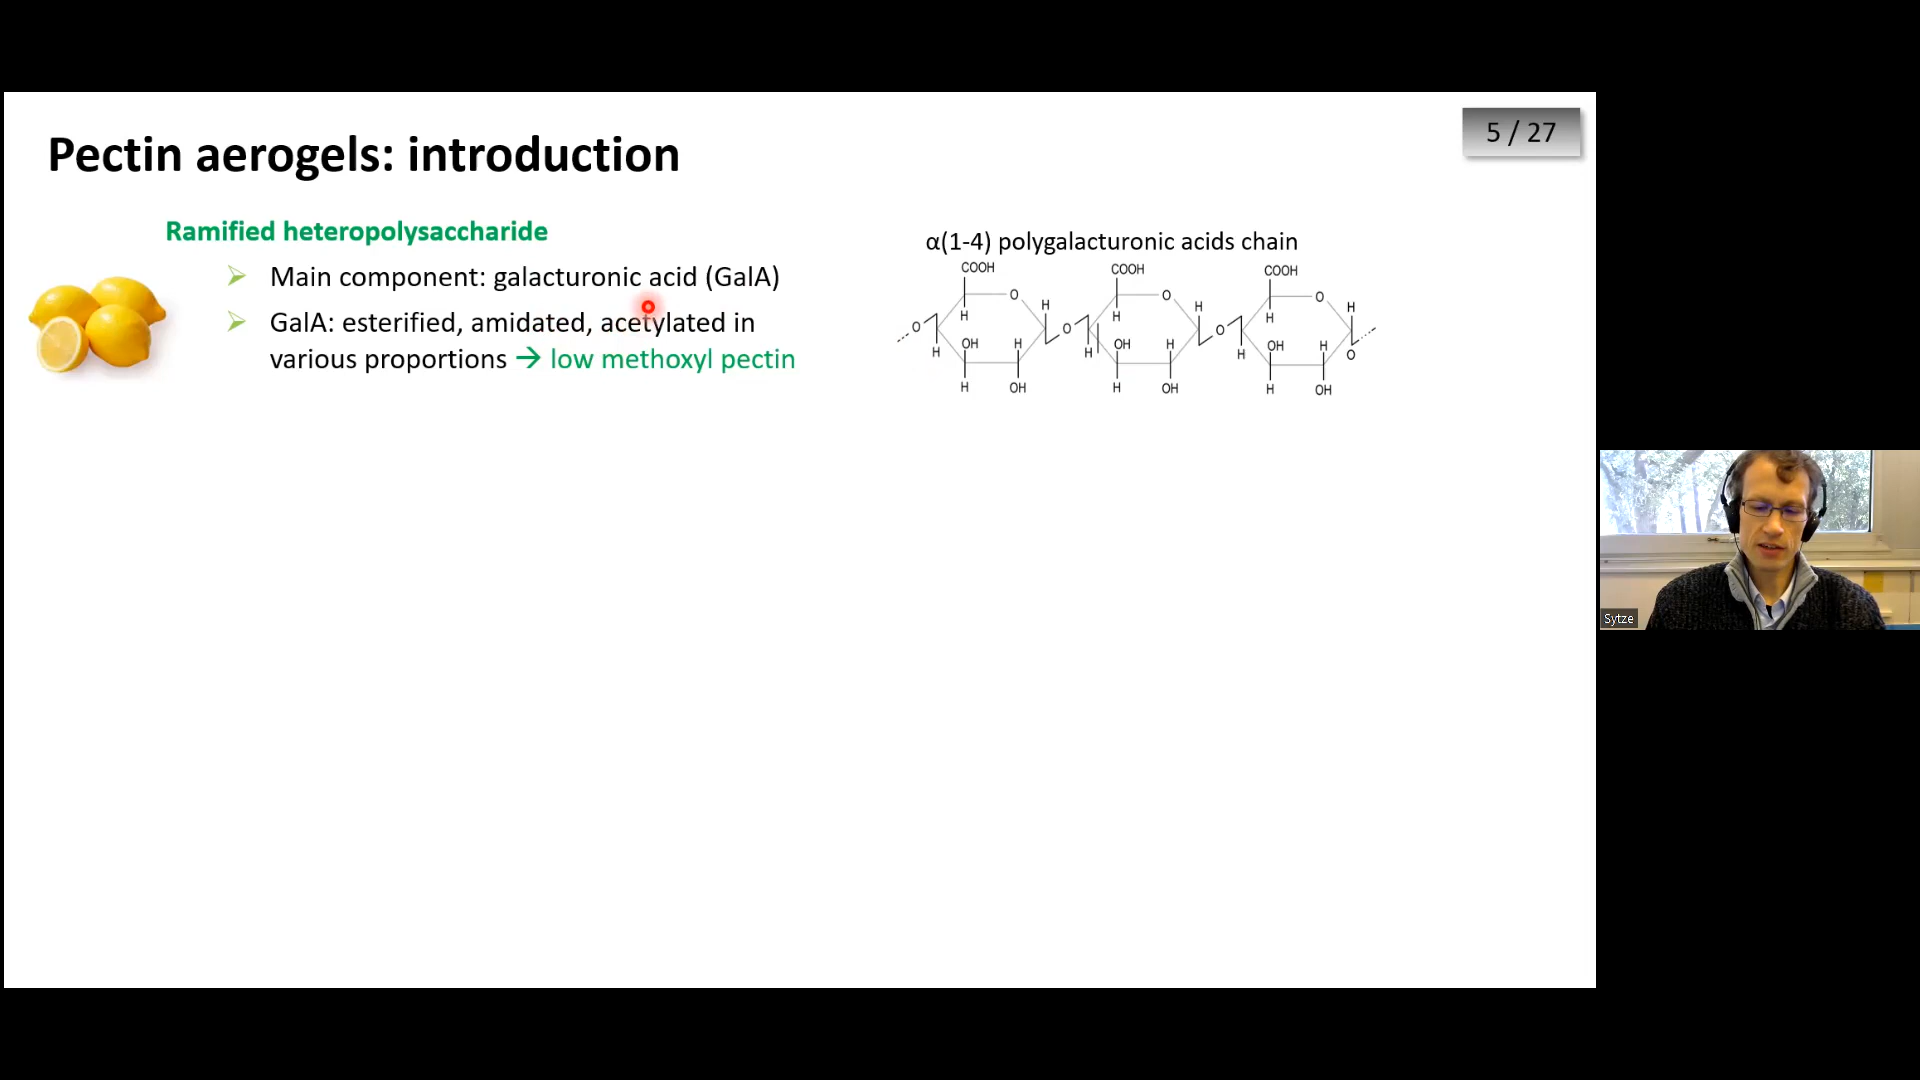 Pectin aerogels: introduction
5 / 27
Ramified heteropolysaccharide
Main component: galacturonic acid (GalA)
GalA: esterified, amidated, acetylated in
various proportions → low methoxyl pectin
α(1-4) polygalacturonic acids chain
COOH COOH COOH
O O O
H H H
H H H
O O O
OH H OH H OH H
H H H O
H OH H OH H OH
Sytze